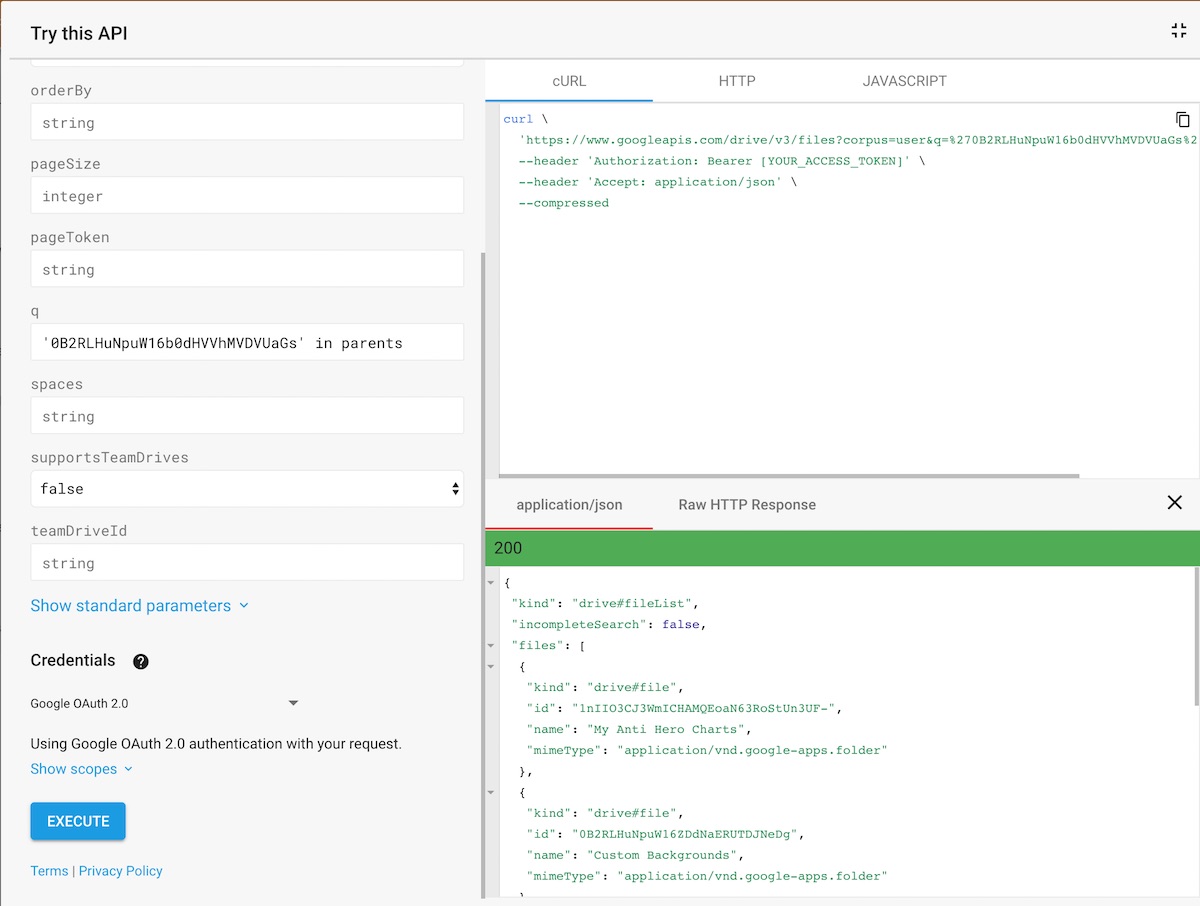 Try this API
orderBy
string
pageSize
integer
pageToken
string
q
'0B2RLHuNpuW16b0dHVVhMVDVUaGs' in parents
spaces
string
supportsTeamDrives
false
teamDriveId
string
Show standard parameters
Credentials ?
Google OAuth 2.0
Using Google OAuth 2.0 authentication with your request.
Show scopes
EXECUTE
Terms | Privacy Policy
cURL HTTP JAVASCRIPT
curl \
'https://www.googleapis.com/drive/v3/files?corpus=user&q=%270B2RLHuNpuW16b0dHVVhMVDVUaGs%2
--header 'Authorization: Bearer [YOUR_ACCESS_TOKEN]' \
--header 'Accept: application/json' \
--compressed
application/json Raw HTTP Response
200
{
"kind": "drive#fileList",
"incompleteSearch": false,
"files": [
{
"kind": "drive#file",
"id": "1nIIO3CJ3WmICHAMQEoaN63RoStUn3UF-",
"name": "My Anti Hero Charts",
"mimeType": "application/vnd.google-apps.folder"
},
{
"kind": "drive#file",
"id": "0B2RLHuNpuW16ZDdNaERUTDJNeDg",
"name": "Custom Backgrounds",
"mimeType": "application/vnd.google-apps.folder"